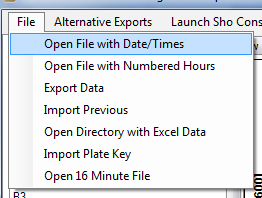 File Alternative Exports Launch Sho Cons
Open File with Date/Times
Open File with Numbered Hours
Export Data
Import Previous
Open Directory with Excel Data
Import Plate Key
Open 16 Minute File
B3